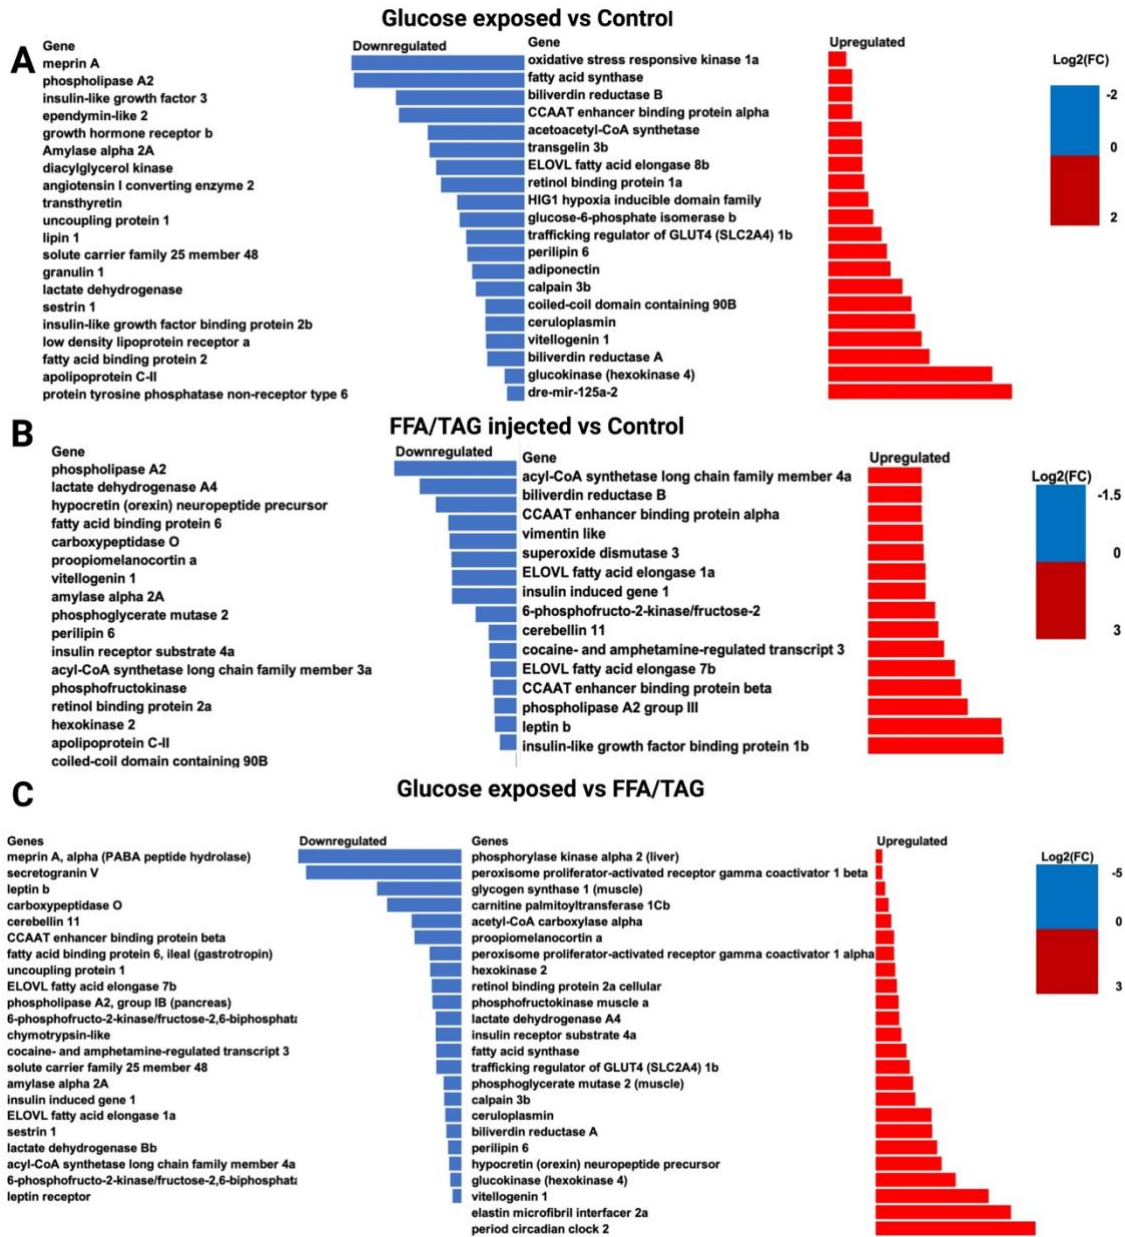 Glucose exposed vs Control
A
Gene
Downregulated
meprin A
phospholipase A2
insulin-like growth factor 3
ependymin-like 2
growth hormone receptor b
Amylase alpha 2A
diacylglycerol kinase
angiotensin I converting enzyme 2
transthyretin
uncoupling protein 1
lipin 1
solute carrier family 25 member 48
granulin 1
lactate dehydrogenase
sestrin 1
insulin-like growth factor binding protein 2b
low density lipoprotein receptor a
fatty acid binding protein 2
apolipoprotein C-II
protein tyrosine phosphatase non-receptor type 6
Gene
Upregulated
oxidative stress responsive kinase 1a
fatty acid synthase
biliverdin reductase B
CCAAT enhancer binding protein alpha
acetoacetyl-CoA synthetase
transgelin 3b
ELOVL fatty acid elongase 8b
retinol binding protein 1a
HIG1 hypoxia inducible domain family
glucose-6-phosphate isomerase b
trafficking regulator of GLUT4 (SLC2A4) 1b
perilipin 6
adiponectin
calpain 3b
coiled-coil domain containing 90B
ceruloplasmin
vitellogenin 1
biliverdin reductase A
glucokinase (hexokinase 4)
dre-mir-125a-2
Log2(FC)
-2
0
2
B
FFA/TAG injected vs Control
Gene
Downregulated
phospholipase A2
lactate dehydrogenase A4
hypocretin (orexin) neuropeptide precursor
fatty acid binding protein 6
carboxypeptidase O
proopiomelanocortin a
vitellogenin 1
amylase alpha 2A
phosphoglycerate mutase 2
perilipin 6
insulin receptor substrate 4a
acyl-CoA synthetase long chain family member 3a
phosphofructokinase
retinol binding protein 2a
hexokinase 2
apolipoprotein C-II
coiled-coil domain containing 90B
Gene
Upregulated
acyl-CoA synthetase long chain family member 4a
biliverdin reductase B
CCAAT enhancer binding protein alpha
vimentin like
superoxide dismutase 3
ELOVL fatty acid elongase 1a
insulin induced gene 1
6-phosphofructo-2-kinase/fructose-2
cerebellin 11
cocaine- and amphetamine-regulated transcript 3
ELOVL fatty acid elongase 7b
CCAAT enhancer binding protein beta
phospholipase A2 group III
leptin b
insulin-like growth factor binding protein 1b
Log2(FC)
-1.5
0
3
C
Glucose exposed vs FFA/TAG
Genes
Downregulated
meprin A, alpha (PABA peptide hydrolase)
secretogranin V
leptin b
carboxypeptidase O
cerebellin 11
CCAAT enhancer binding protein beta
fatty acid binding protein 6, ileal (gastrotropin)
uncoupling protein 1
ELOVL fatty acid elongase 7b
phospholipase A2, group IB (pancreas)
6-phosphofructo-2-kinase/fructose-2,6-biphosphata
chymotrypsin-like
cocaine- and amphetamine-regulated transcript 3
solute carrier family 25 member 48
amylase alpha 2A
insulin induced gene 1
ELOVL fatty acid elongase 1a
sestrin 1
lactate dehydrogenase Bb
acyl-CoA synthetase long chain family member 4a
6-phosphofructo-2-kinase/fructose-2,6-biphosphata
leptin receptor
Genes
Upregulated
phosphorylase kinase alpha 2 (liver)
peroxisome proliferator-activated receptor gamma coactivator 1 beta
glycogen synthase 1 (muscle)
carnitine palmitoyltransferase 1Cb
acetyl-CoA carboxylase alpha
proopiomelanocortin a
peroxisome proliferator-activated receptor gamma coactivator 1 alpha
hexokinase 2
retinol binding protein 2a cellular
phosphofructokinase muscle a
lactate dehydrogenase A4
insulin receptor substrate 4a
fatty acid synthase
trafficking regulator of GLUT4 (SLC2A4) 1b
phosphoglycerate mutase 2 (muscle)
calpain 3b
ceruloplasmin
biliverdin reductase A
perilipin 6
hypocretin (orexin) neuropeptide precursor
glucokinase (hexokinase 4)
vitellogenin 1
elastin microfibril interfacer 2a
period circadian clock 2
Log2(FC)
-5
0
3